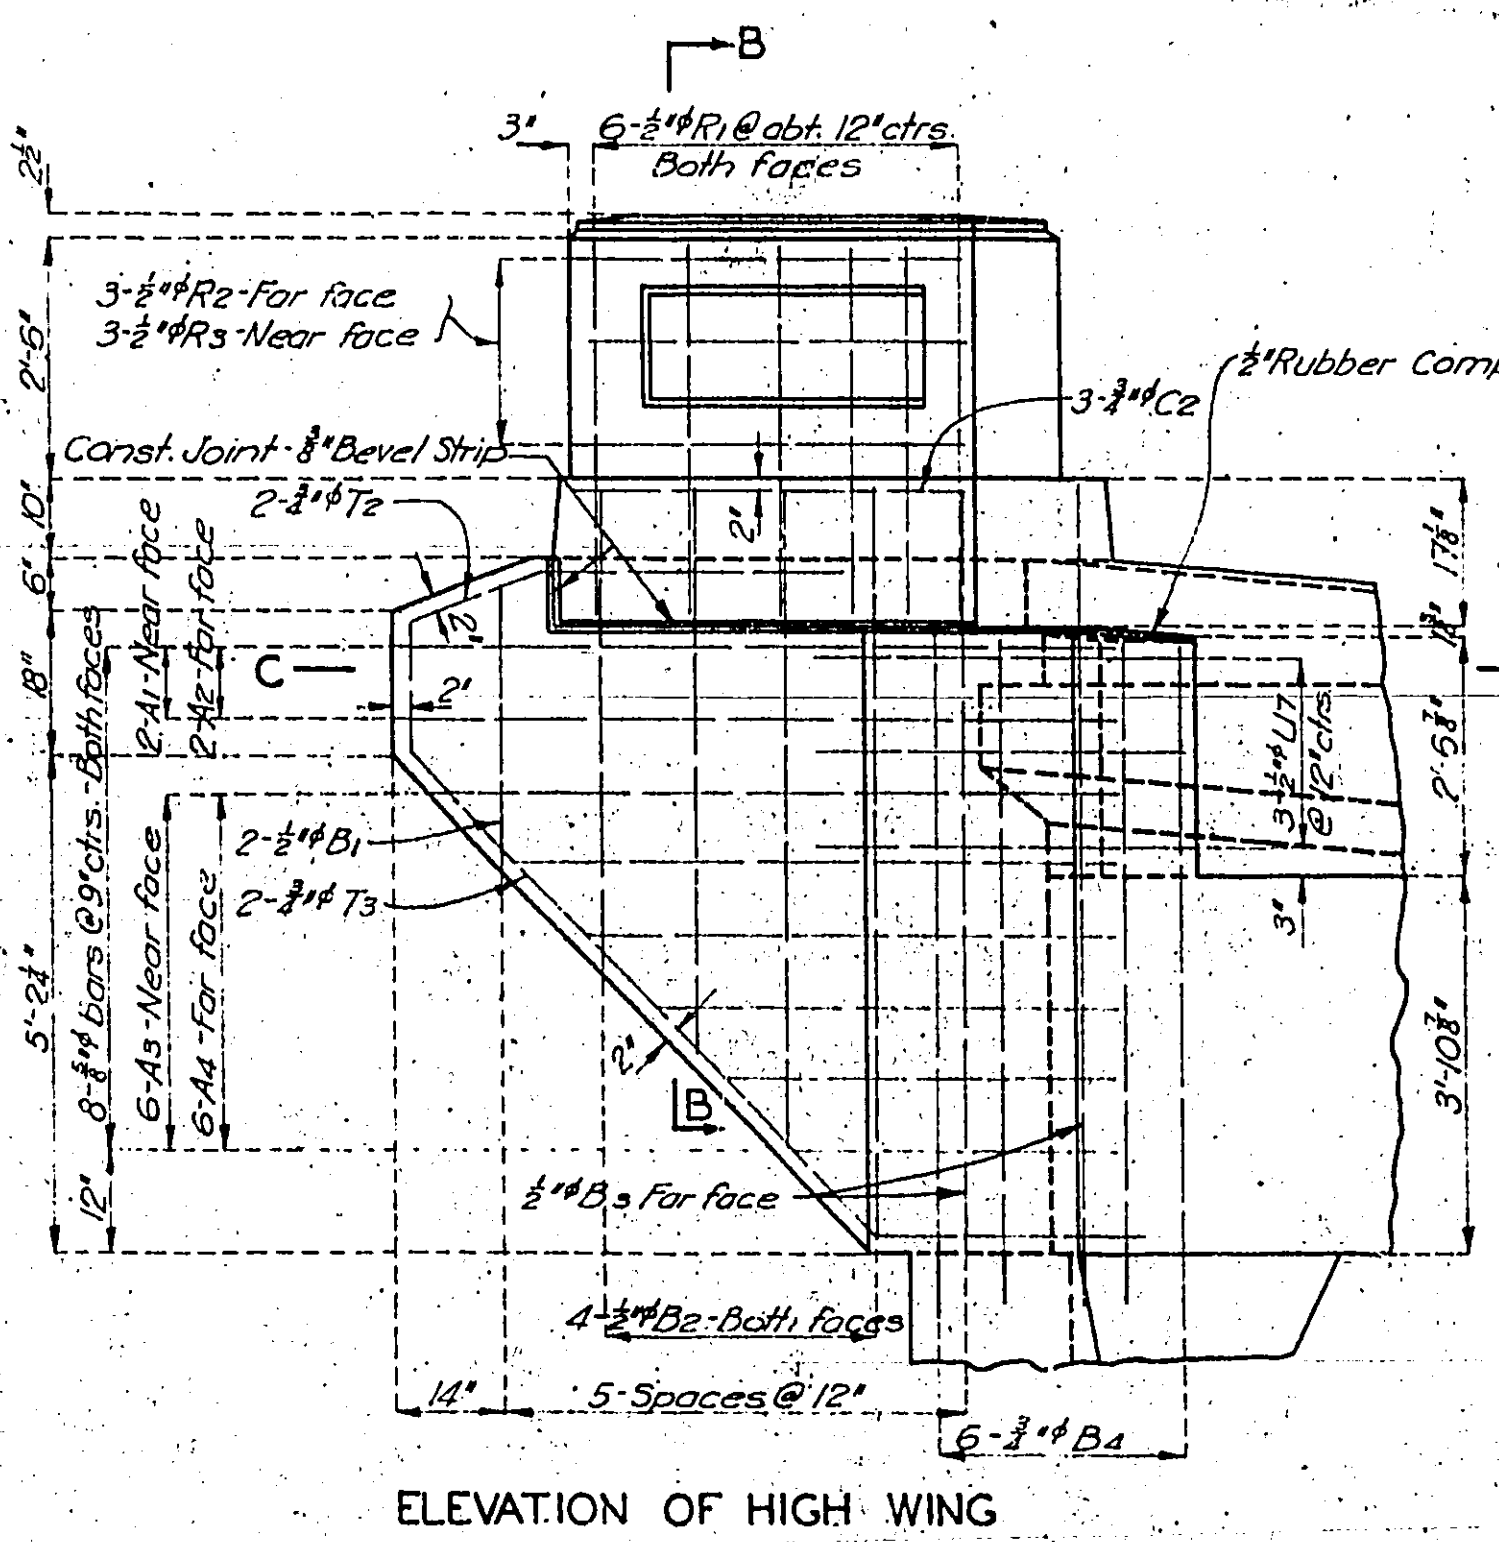 B
3"
6-½"φR1 @ abt. 12" ctrs.
Both faces
2½"
3-½"φR2-Far face
3-½"φR3-Near face
2'-6"
½" Rubber Comp
3-¾"φC2
Const. Joint-⅜" Bevel Strip
2-¾"φT2
10"
6"
18"
5'-2¼"
2"
2"
17⅛"
1⅜"
2'-5⅞"
3'-10⅞"
C
2"
2-A1-Near face
2-A2-Far face
8-⅝"φ bars @ 9" ctrs.-Both faces
3-½"φU7
@ 12" ctrs.
2-½"φB1
2-¾"φT3
6-A3-Near face
6-A4-Far face
3"
2"
B
12"
½"φB3 Far face
4-½"φB2-Both faces
14"
5-Spaces @ 12"
6-¾"φB4
ELEVATION OF HIGH WING